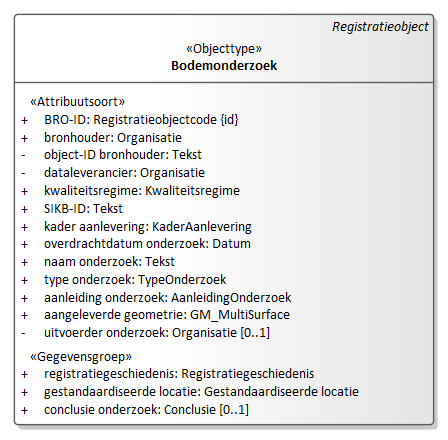 Registratieobject
«Objecttype»
Bodemonderzoek
«Attribuutsoort»
+ BRO-ID: Registratieobjectcode {id}
+ bronhouder: Organisatie
- object-ID bronhouder: Tekst
- dataleverancier: Organisatie
+ kwaliteitsregime: Kwaliteitsregime
+ SIKB-ID: Tekst
+ kader aanlevering: KaderAanlevering
+ overdrachtdatum onderzoek: Datum
+ naam onderzoek: Tekst
+ type onderzoek: TypeOnderzoek
+ aanleiding onderzoek: AanleidingOnderzoek
+ aangeleverde geometrie: GM_MultiSurface
- uitvoerder onderzoek: Organisatie [0..1]
«Gegevensgroep»
+ registratiegeschiedenis: Registratiegeschiedenis
+ gestandaardiseerde locatie: Gestandaardiseerde locatie
+ conclusie onderzoek: Conclusie [0..1]